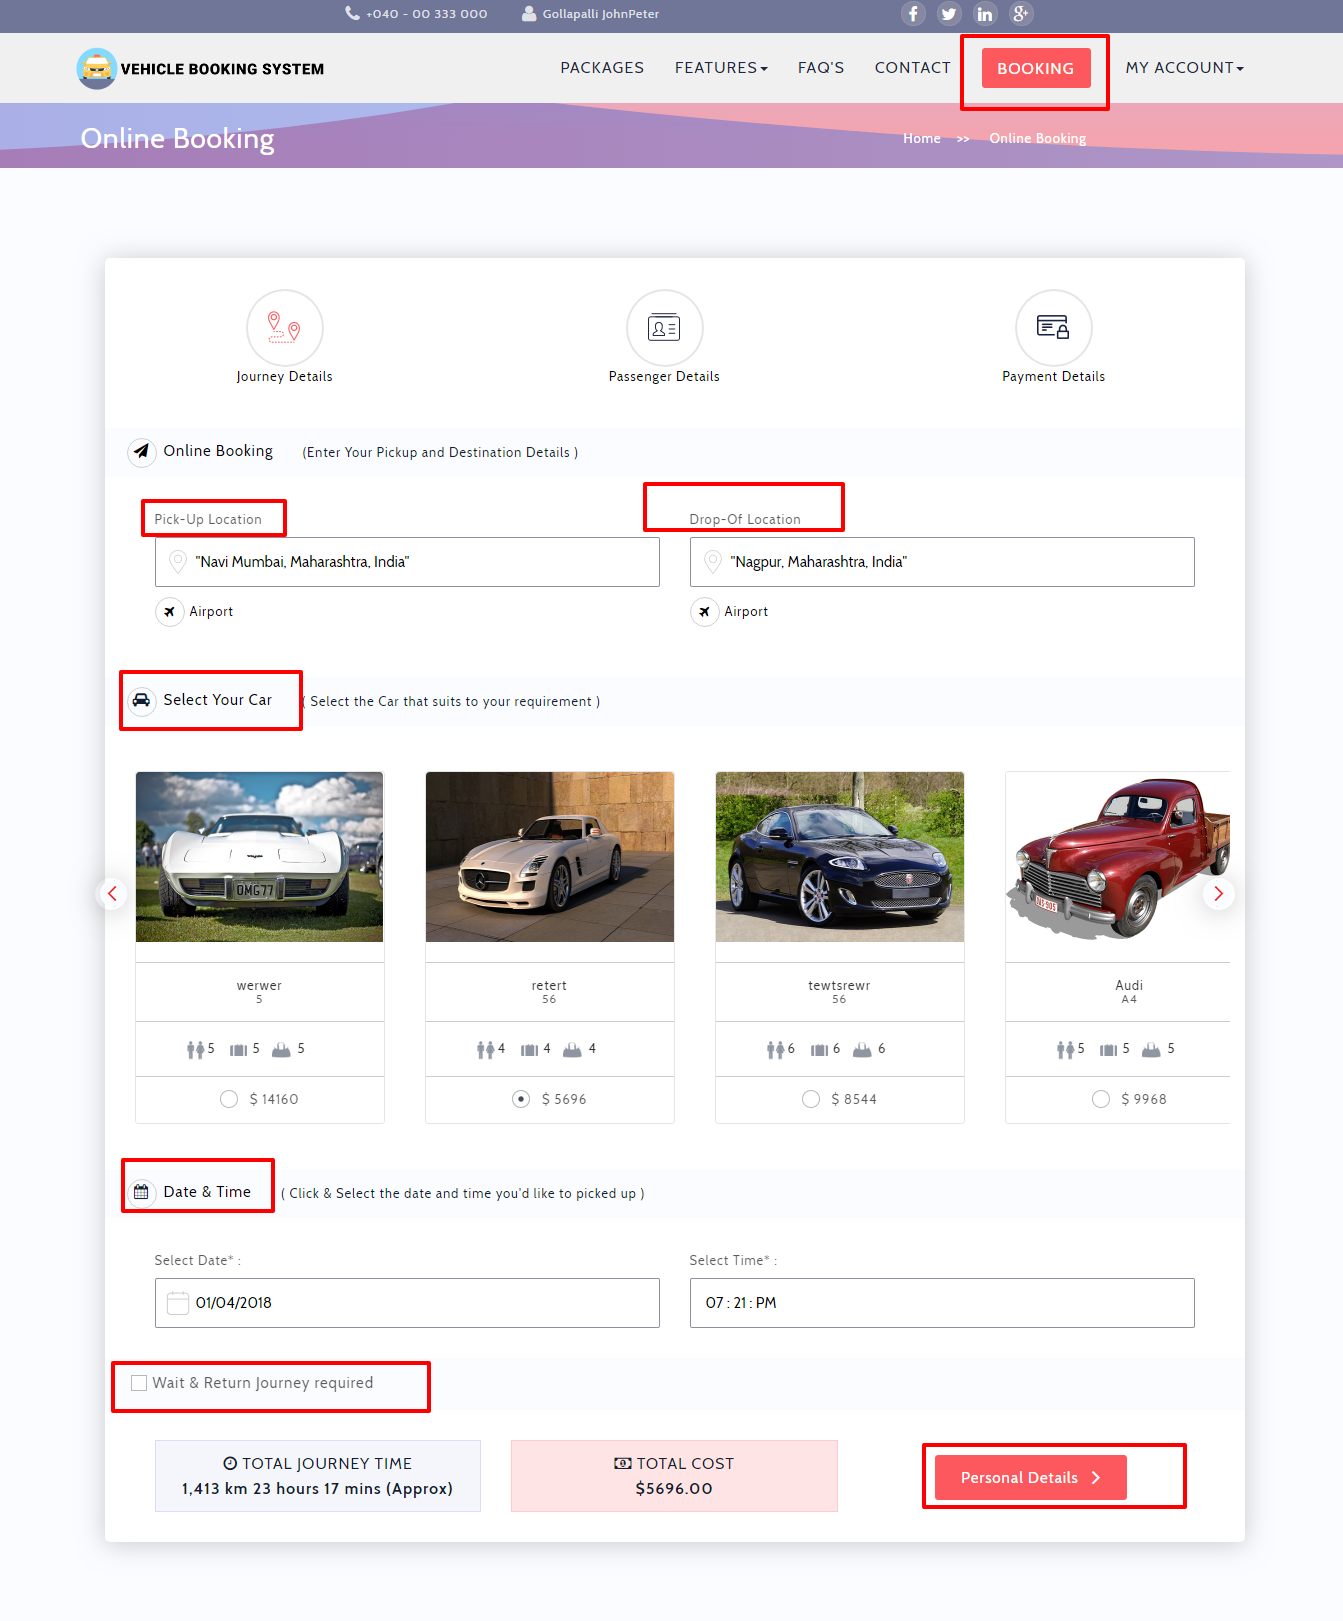 +040 - 00 333 000 Gollapalli JohnPeter
VEHICLE BOOKING SYSTEM PACKAGES FEATURES FAQ'S CONTACT BOOKING MY ACCOUNT
Online Booking Home >> Online Booking
Journey Details Passenger Details Payment Details
Online Booking (Enter Your Pickup and Destination Details )
Pick-Up Location Drop-Of Location
"Navi Mumbai, Maharashtra, India" "Nagpur, Maharashtra, India"
Airport Airport
Select Your Car ( Select the Car that suits to your requirement )
OMG77
werwer retert tewtsrewr Audi
5 56 56 A4
5 5 5 4 4 4 6 6 6 5 5 5
$ 14160 $ 5696 $ 8544 $ 9968
Date & Time ( Click & Select the date and time you'd like to picked up )
Select Date* : Select Time* :
01/04/2018 07 : 21 : PM
Wait & Return Journey required
TOTAL JOURNEY TIME TOTAL COST
1,413 km 23 hours 17 mins (Approx) $5696.00 Personal Details